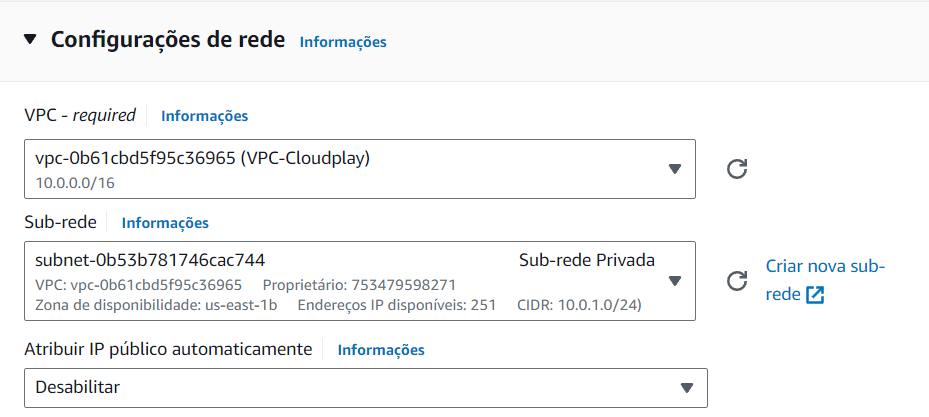 Configurações de rede Informações
VPC - required Informações
vpc-0b61cbd5f95c36965 (VPC-Cloudplay)
10.0.0.0/16
Sub-rede Informações
subnet-0b53b781746cac744 Sub-rede Privada
VPC: vpc-0b61cbd5f95c36965 Proprietário: 753479598271
Zona de disponibilidade: us-east-1b Endereços IP disponíveis: 251 CIDR: 10.0.1.0/24)
Criar nova sub-
rede
Atribuir IP público automaticamente Informações
Desabilitar